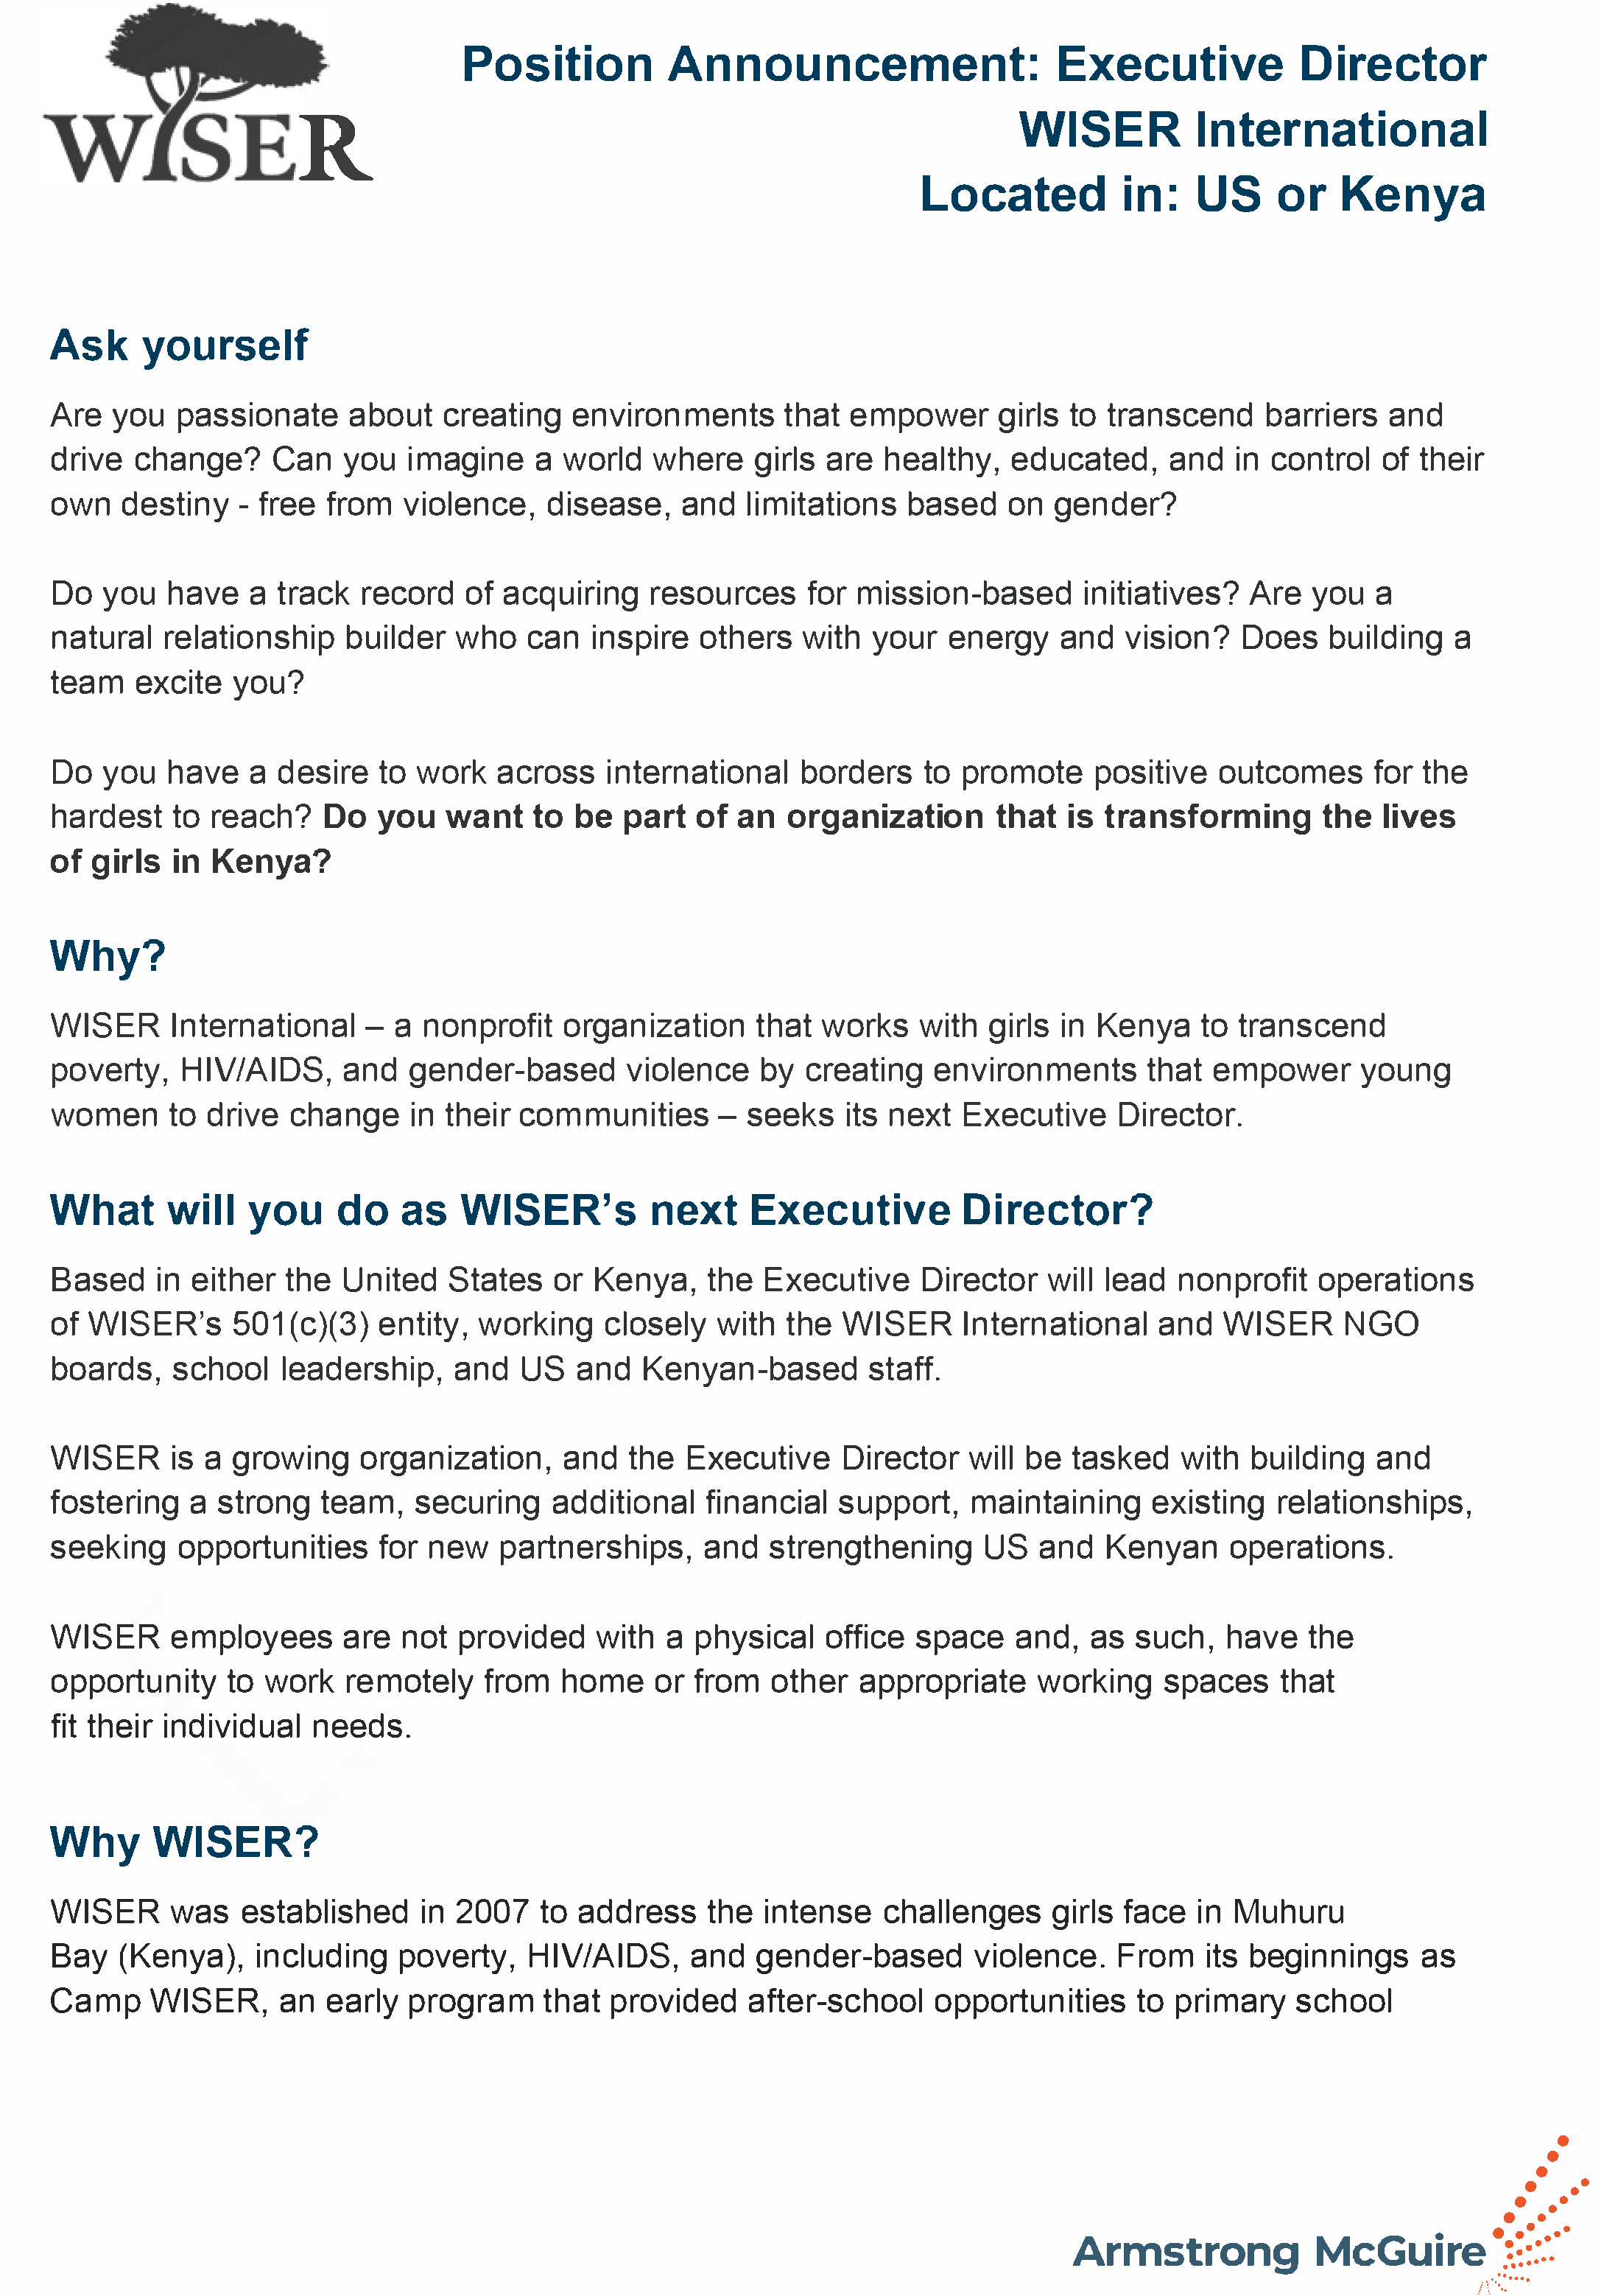 WISER
Position Announcement: Executive Director
WISER International
Located in: US or Kenya
Ask yourself
Are you passionate about creating environments that empower girls to transcend barriers and
drive change? Can you imagine a world where girls are healthy, educated, and in control of their
own destiny - free from violence, disease, and limitations based on gender?
Do you have a track record of acquiring resources for mission-based initiatives? Are you a
natural relationship builder who can inspire others with your energy and vision? Does building a
team excite you?
Do you have a desire to work across international borders to promote positive outcomes for the
hardest to reach? Do you want to be part of an organization that is transforming the lives
of girls in Kenya?
Why?
WISER International – a nonprofit organization that works with girls in Kenya to transcend
poverty, HIV/AIDS, and gender-based violence by creating environments that empower young
women to drive change in their communities – seeks its next Executive Director.
What will you do as WISER’s next Executive Director?
Based in either the United States or Kenya, the Executive Director will lead nonprofit operations
of WISER’s 501(c)(3) entity, working closely with the WISER International and WISER NGO
boards, school leadership, and US and Kenyan-based staff.
WISER is a growing organization, and the Executive Director will be tasked with building and
fostering a strong team, securing additional financial support, maintaining existing relationships,
seeking opportunities for new partnerships, and strengthening US and Kenyan operations.
WISER employees are not provided with a physical office space and, as such, have the
opportunity to work remotely from home or from other appropriate working spaces that
fit their individual needs.
Why WISER?
WISER was established in 2007 to address the intense challenges girls face in Muhuru
Bay (Kenya), including poverty, HIV/AIDS, and gender-based violence. From its beginnings as
Camp WISER, an early program that provided after-school opportunities to primary school
Armstrong McGuire